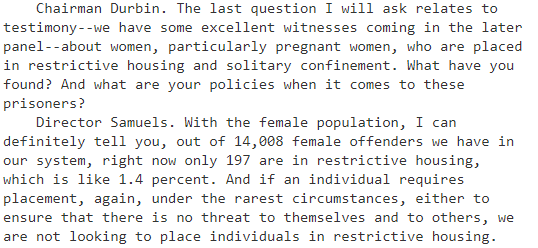 Chairman Durbin. The last question I will ask relates to
testimony--we have some excellent witnesses coming in the later
panel--about women, particularly pregnant women, who are placed
in restrictive housing and solitary confinement. What have you
found? And what are your policies when it comes to these
prisoners?
Director Samuels. With the female population, I can
definitely tell you, out of 14,008 female offenders we have in
our system, right now only 197 are in restrictive housing,
which is like 1.4 percent. And if an individual requires
placement, again, under the rarest circumstances, either to
ensure that there is no threat to themselves and to others, we
are not looking to place individuals in restrictive housing.